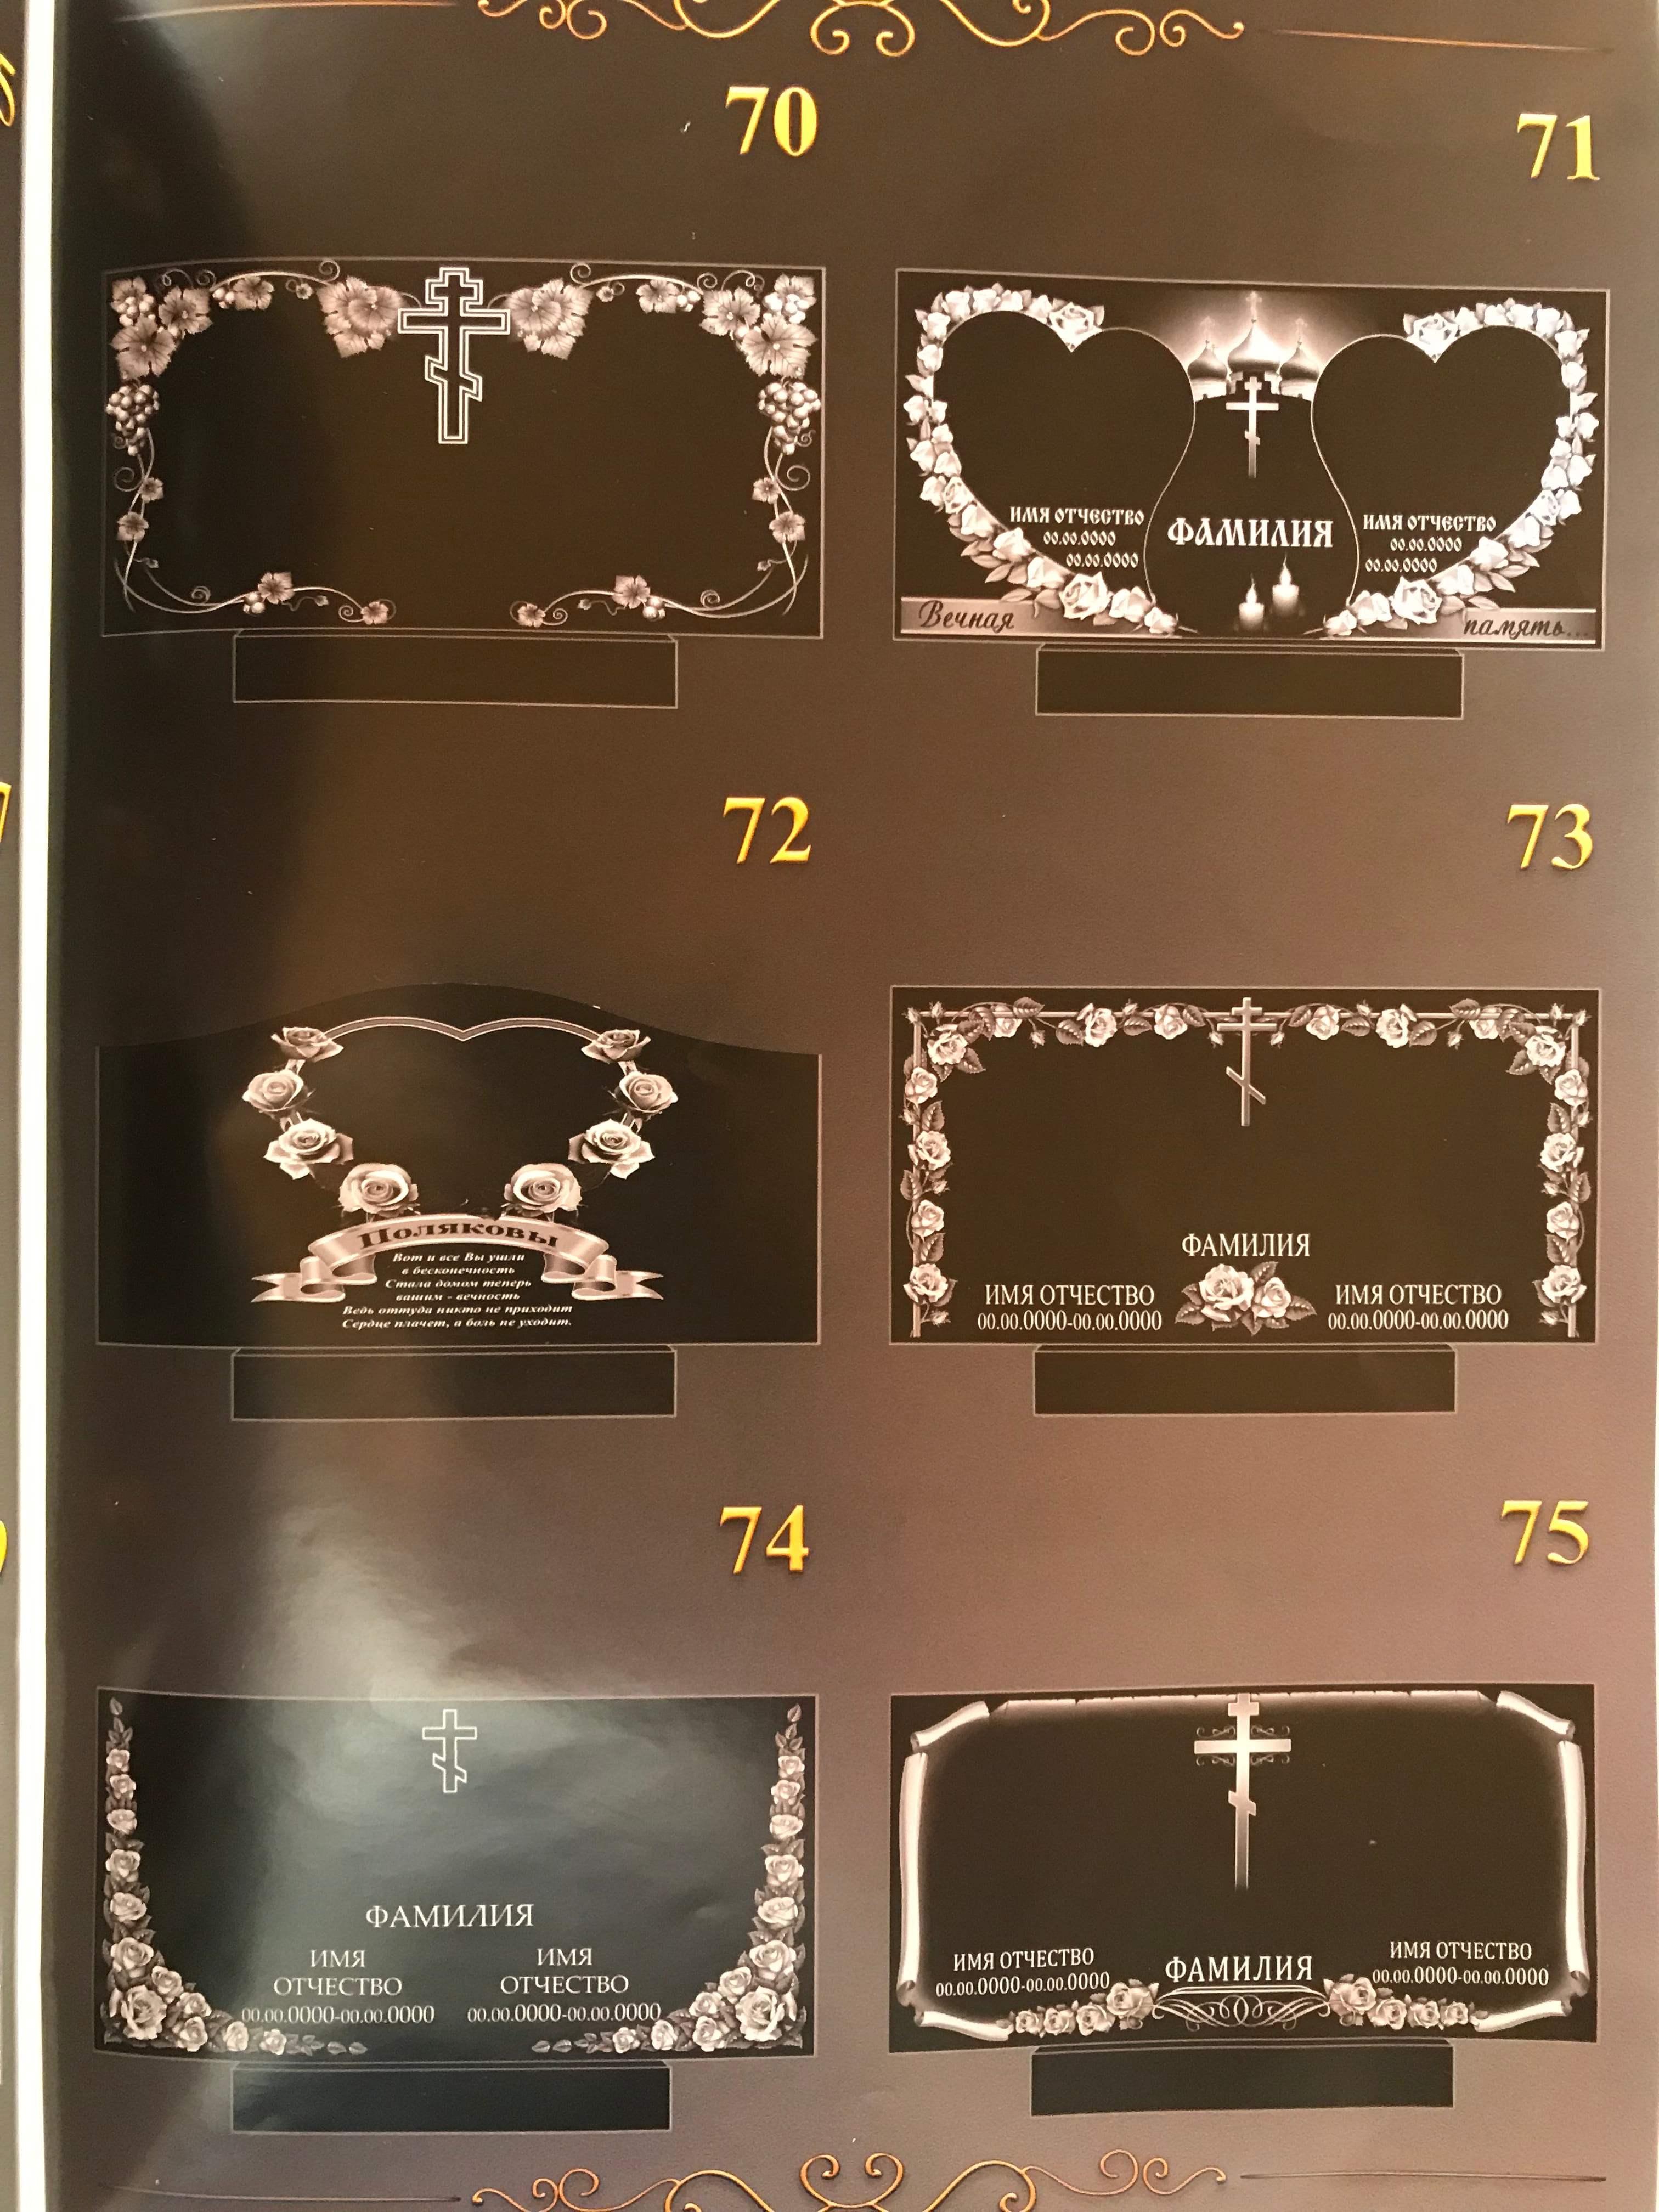 70
71
ИМЯ ОТЧЕСТВО
00.00.0000
00.00.0000
ФАМИЛИЯ
ИМЯ ОТЧЕСТВО
00.00.0000
00.00.0000
Вечная
память...
72
73
Поляковы
Вот и все Вы ушли
в бесконечность
Стала домом теперь
вашим - вечность
Ведь оттуда никто не приходит
Сердце плачет, а боль не уходит.
ФАМИЛИЯ
ИМЯ ОТЧЕСТВО
00.00.0000-00.00.0000
ИМЯ ОТЧЕСТВО
00.00.0000-00.00.0000
74
75
ФАМИЛИЯ
ИМЯ
ОТЧЕСТВО
00.00.0000-00.00.0000
ИМЯ
ОТЧЕСТВО
00.00.0000-00.00.0000
ИМЯ ОТЧЕСТВО
00.00.0000-00.00.0000
ФАМИЛИЯ
ИМЯ ОТЧЕСТВО
00.00.0000-00.00.0000